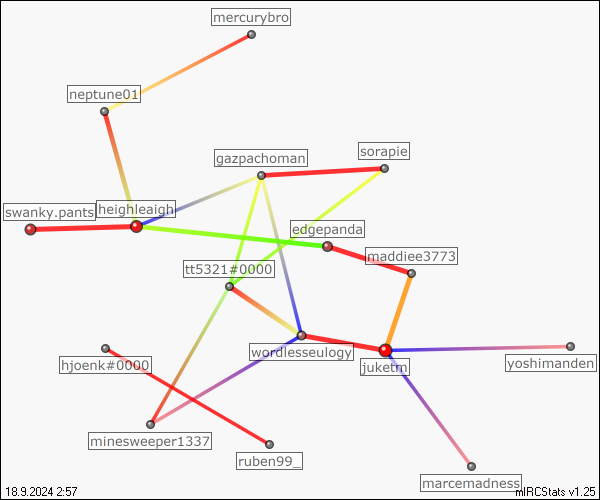 mercurybro
neptune01
gazpachoman
sorapie
swanky.pants
heighleaigh
edgepanda
maddiee3773
tt5321#0000
wordlesseulogy
juketm
yoshimanden
hjoenk#0000
minesweeper1337
ruben99_
marcemadness
18.9.2024 2:57
mIRCStats v1.25